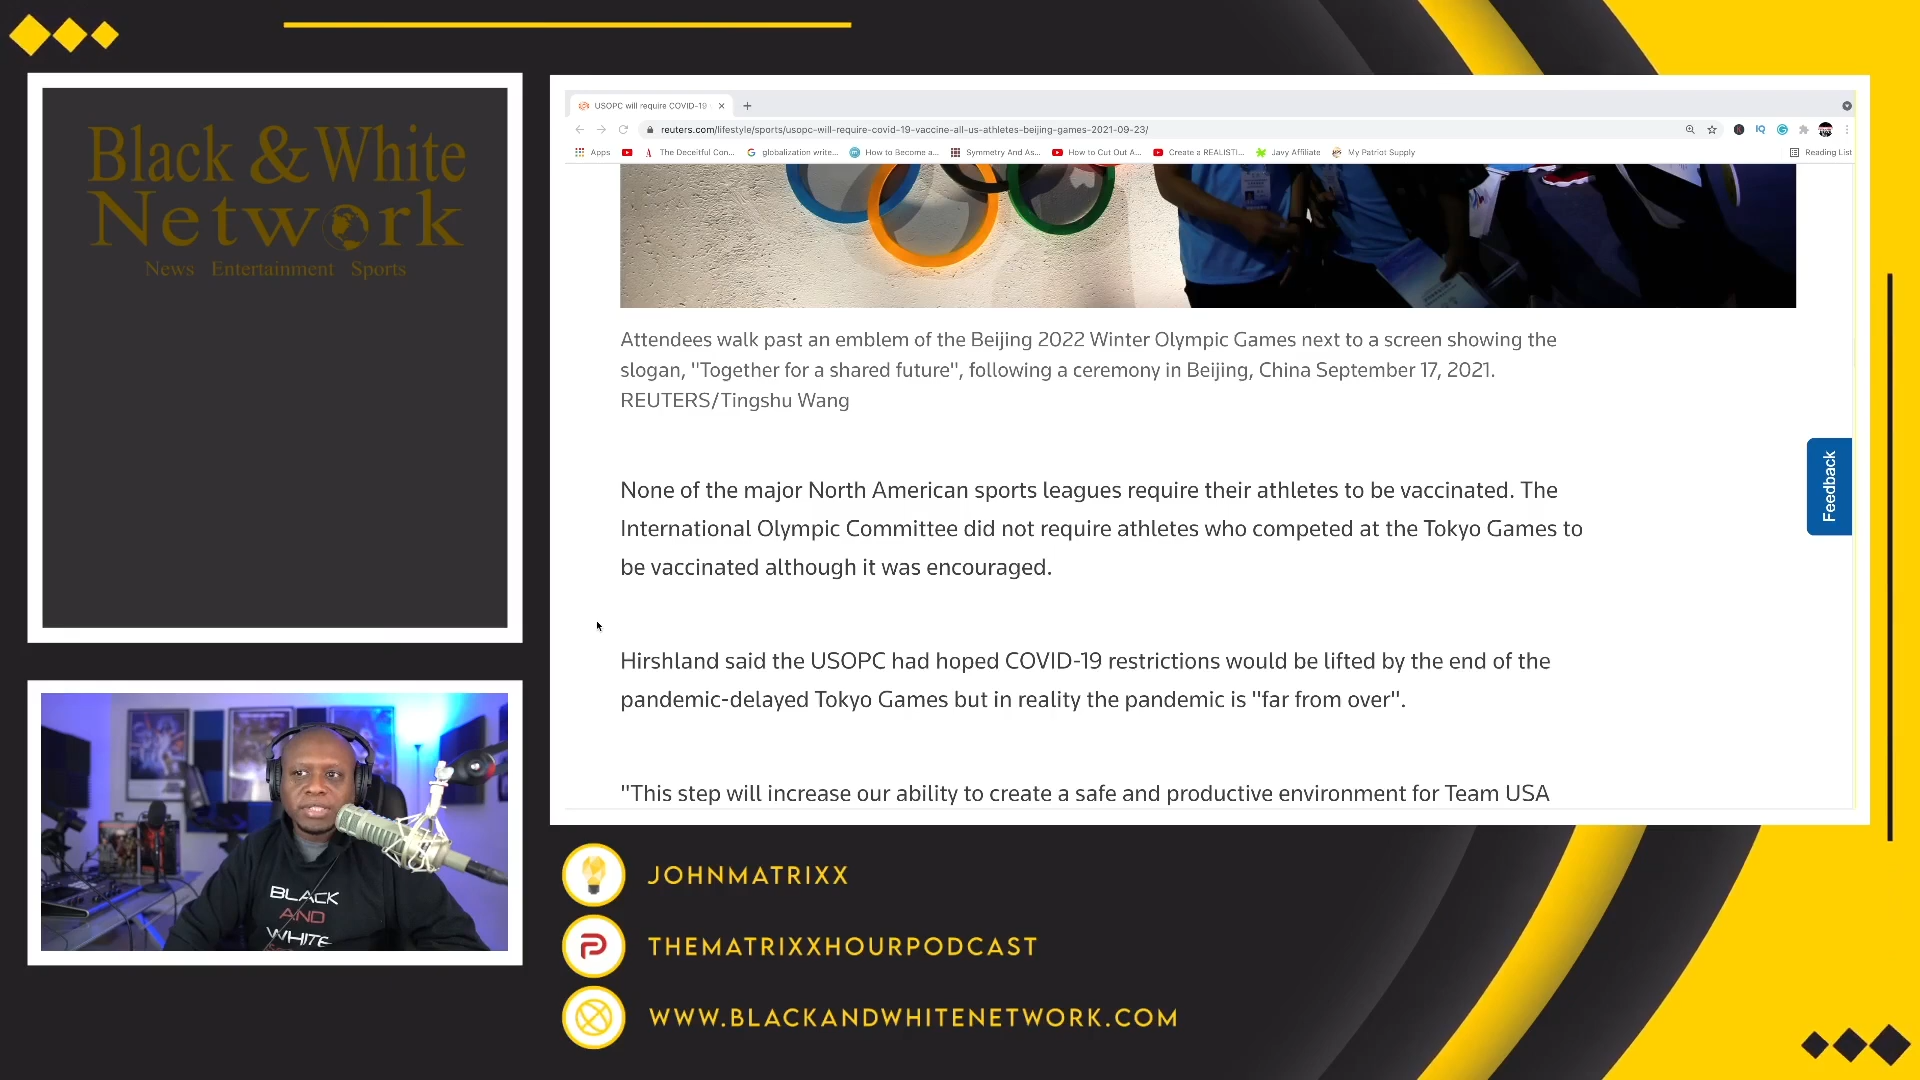 Black & White
Network
News Entertainment Sports
USOPC will require COVID-19
reuters.com/lifestyle/sports/usopc-will-require-covid-19-vaccine-all-us-athletes-beijing-games-2021-09-23/
Apps
The Deceitful Con...
globalization write...
How to Become a...
Symmetry And As...
How to Cut Out A...
Create a REALISTI...
Javy Affiliate
My Patriot Supply
Reading List
Attendees walk past an emblem of the Beijing 2022 Winter Olympic Games next to a screen showing the
slogan, "Together for a shared future", following a ceremony in Beijing, China September 17, 2021.
REUTERS/Tingshu Wang
Feedback
None of the major North American sports leagues require their athletes to be vaccinated. The
International Olympic Committee did not require athletes who competed at the Tokyo Games to
be vaccinated although it was encouraged.
Hirshland said the USOPC had hoped COVID-19 restrictions would be lifted by the end of the
pandemic-delayed Tokyo Games but in reality the pandemic is "far from over".
"This step will increase our ability to create a safe and productive environment for Team USA
BLACK
AND
WHITE
JOHNMATRIXX
THEMATRIXXHOURPODCAST
WWW.BLACKANDWHITENETWORK.COM